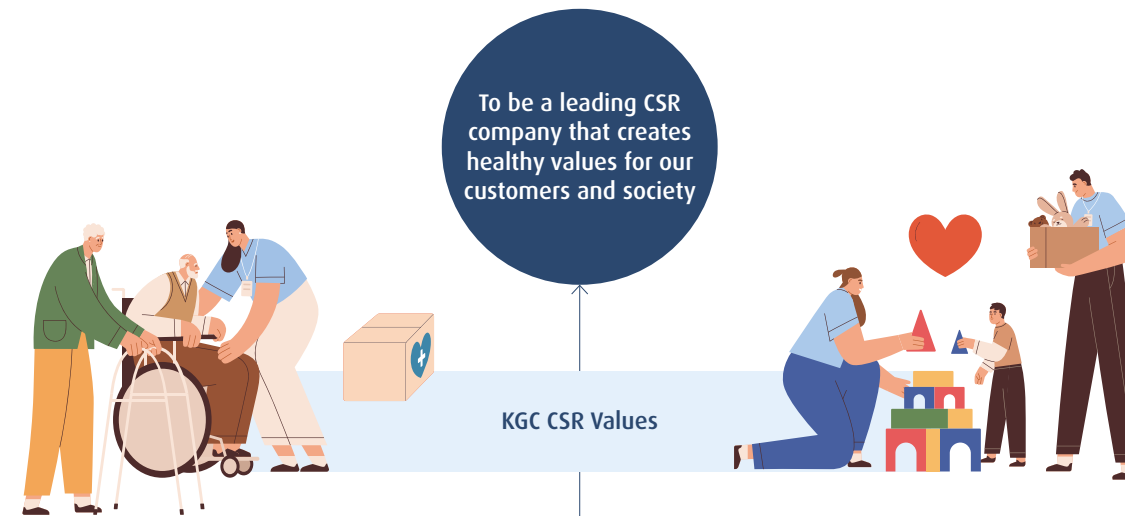 To be a leading CSR
company that creates
healthy values for our
customers and society
KGC CSR Values